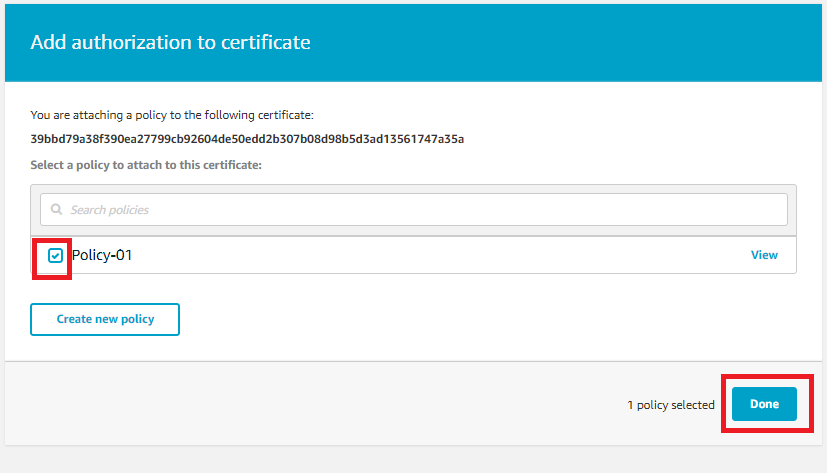 Add authorization to certificate
You are attaching a policy to the following certificate:
39bbd79a38f390ea27799cb92604de50edd2b307b08d98b5d3ad13561747a35a
Select a policy to attach to this certificate:
Search policies
Policy-01 View
Create new policy
1 policy selected Done